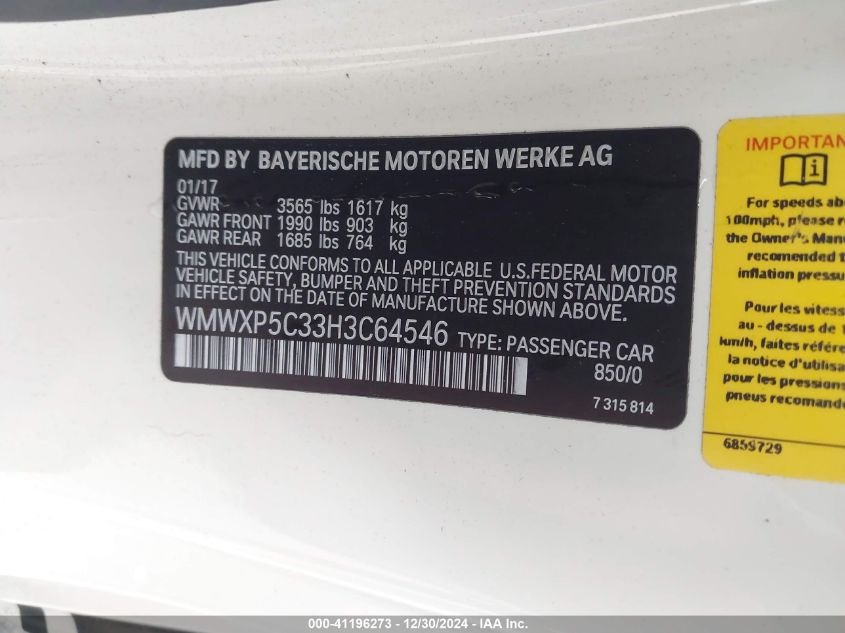 MFD BY BAYERISCHE MOTOREN WERKE AG
01/17
GVWR 3565 lbs 1617 kg
GAWR FRONT 1990 lbs 903 kg
GAWR REAR 1685 lbs 764 kg
THIS VEHICLE CONFORMS TO ALL APPLICABLE U.S.FEDERAL MOTOR
VEHICLE SAFETY, BUMPER AND THEFT PREVENTION STANDARDS
IN EFFECT ON THE DATE OF MANUFACTURE SHOWN ABOVE.
WMWXP5C33H3C64546 TYPE: PASSENGER CAR
850/0
7 315 814
IMPORTAN
For speeds abo
100mph, please r
the Owner's Manu
recomended t
inflation pressu
Pour les vitess
au - dessus de 1
km/h, faites référe
la notice d'utilisa
pour les pressions
pneus recomand
6859729
000-41196273 - 12/30/2024 - IAA Inc.